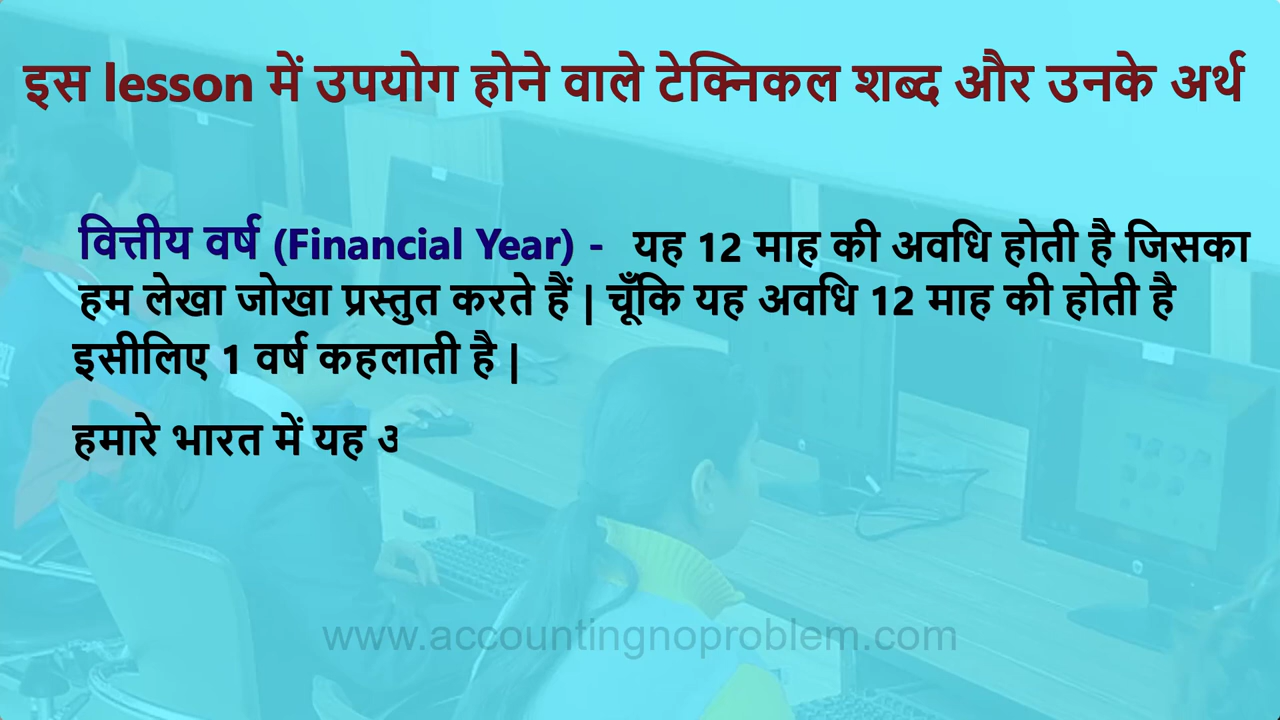 इस lesson में उपयोग होने वाले टेक्निकल शब्द और उनके अर्थ
वित्तीय वर्ष (Financial Year) - यह 12 माह की अवधि होती है जिसका
हम लेखा जोखा प्रस्तुत करते हैं | चूँकि यह अवधि 12 माह की होती है
इसीलिए 1 वर्ष कहलाती है |
हमारे भारत में यह
www.accountingnoproblem.com